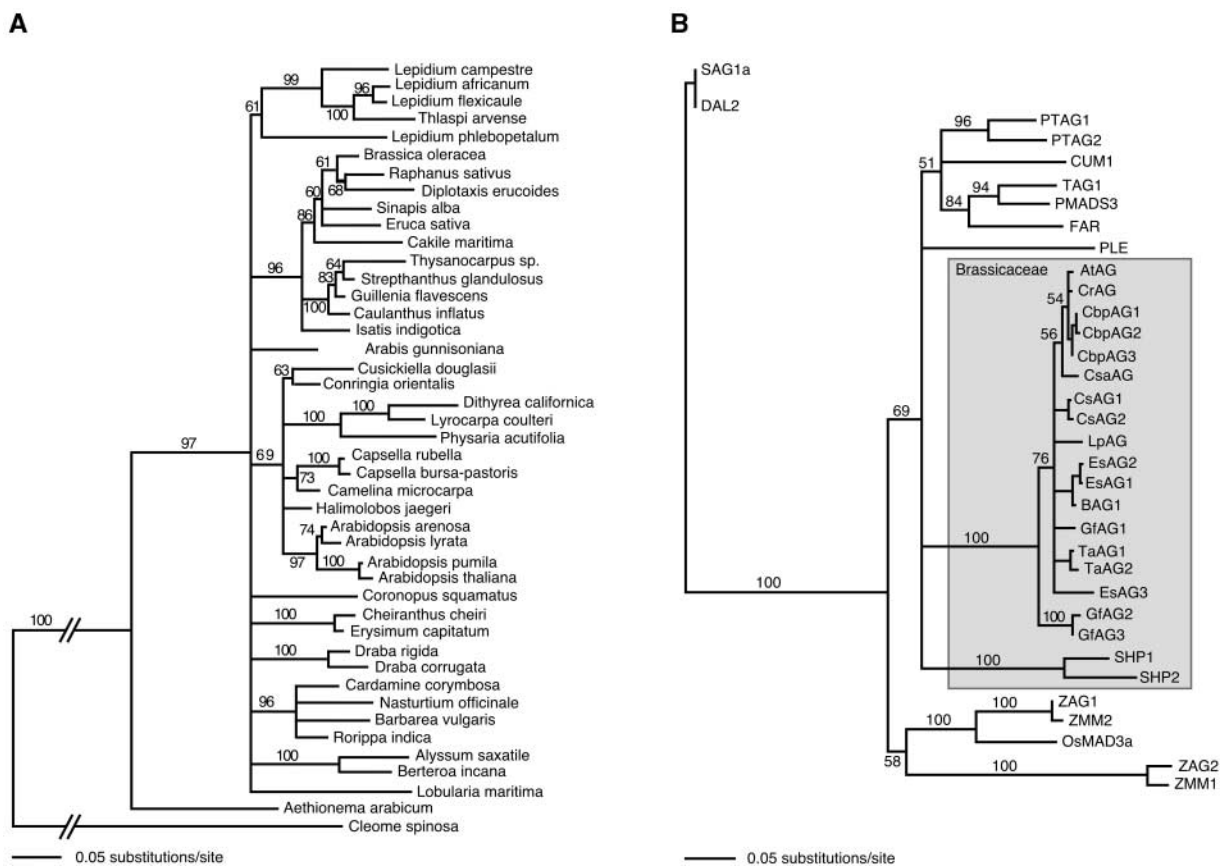 A
99
Lepidium campestre
96
Lepidium africanum
61
Lepidium flexicaule
100
Thlaspi arvense
Lepidium phlebopetalum
Brassica oleracea
61
Raphanus sativus
68
Diplotaxis erucoides
60
Sinapis alba
86
Eruca sativa
Cakile maritima
96
64
Thysanocarpus sp.
83
Strepthanthus glandulosus
Guillenia flavescens
100
Caulanthus inflatus
Isatis indigotica
Arabis gunnisoniana
63
Cusickiella douglasii
Conringia orientalis
100
Dithyrea californica
100
Lyrocarpa coulteri
Physaria acutifolia
97
69
100
Capsella rubella
Capsella bursa-pastoris
73
Camelina microcarpa
Halimolobos jaegeri
74
Arabidopsis arenosa
Arabidopsis lyrata
97
100
Arabidopsis pumila
Arabidopsis thaliana
Coronopus squamatus
100
100
Cheiranthus cheiri
Erysimum capitatum
100
Draba rigida
Draba corrugata
96
Cardamine corymbosa
Nasturtium officinale
Barbarea vulgaris
Rorippa indica
100
Alyssum saxatile
Berteroa incana
Lobularia maritima
Aethionema arabicum
Cleome spinosa
0.05 substitutions/site
B
SAG1a
DAL2
96
PTAG1
PTAG2
51
CUM1
94
TAG1
84
PMADS3
FAR
PLE
Brassicaceae
AtAG
54
CrAG
CbpAG1
56
CbpAG2
CbpAG3
CsaAG
69
CsAG1
CsAG2
LpAG
76
EsAG2
EsAG1
BAG1
GfAG1
100
TaAG1
TaAG2
100
EsAG3
100
GfAG2
GfAG3
100
SHP1
SHP2
100
ZAG1
100
ZMM2
OsMAD3a
58
100
ZAG2
ZMM1
0.05 substitutions/site